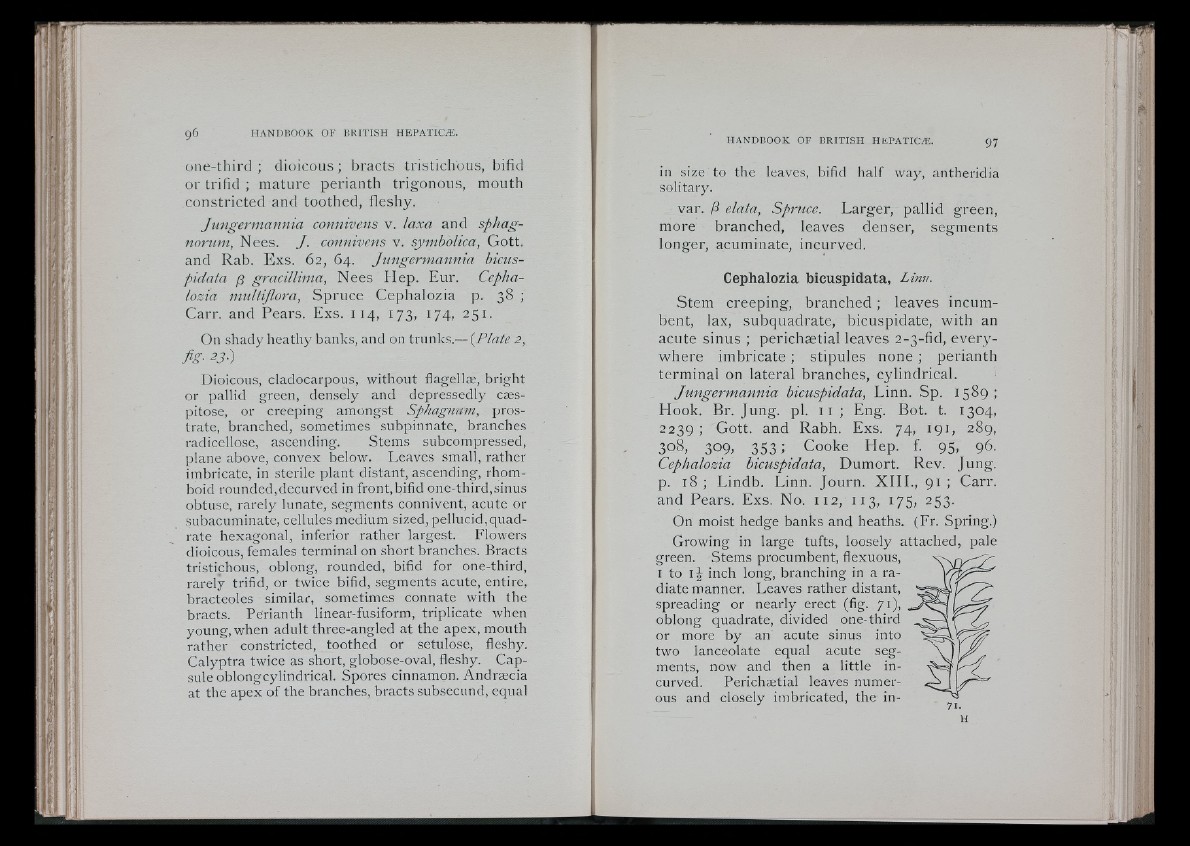 96 HANDBOOK OF BRITISH HEPATICÆ.
one-third ; dioicous ; bracts tristichous, bifid
or trifid ; mature perianth trigonous, mouth
constricted and toothed, fleshy.
Jungermannia connivens v. laxa and sphag-
norum, Nees. J. connivens v. symbolica, Gott.
and Rab. Exs. 62, 64. Jungermannia bicus-
pidata β gracillima, Nees Hep. Eur. Cepha-
lozia multiflora, Spruce Cephalozia p. 38 ;
Carr. and Pears. Exs. 114, 173, 174, 251.
On shady heathy banks, and on trunks.—(Plate 2,
fig. 23.)
Dioicous, cladocarpous, without flagellæ, bright
or pallid green, densely and depressedly cæs-
pitose, or creeping amongst Sphagnum, pros-
trate, branched, sometimes subpinnate, branches
radicellose, ascending. Stems subcompressed,
plane above, convex below. Leaves small, rather
imbricate, in sterile plant distant, ascending, rhom-
boid rounded, decurved in front, bifid one-third, sinus
obtuse, rarely lunate, segments connivent, acute or
subacuminate, cellules medium sized, pellucid, quad-
rate hexagonal, inferior rather largest. Flowers
dioicous, females terminal on short branches. Bracts
tristichous, oblong, rounded, bifid for one-third,
rarely trifid, or twice bifid, segments acute, entire,
bracteoles similar, sometimes connate with the
bracts. Perianth linear-fusiform, triplicate when
young, when adult three-angled at the apex, mouth
rather constricted, toothed or setulose, fleshy.
Calyptra twice as short, globose-oval, fleshy. Cap-
sule oblong cylindrical. Spores cinnamon. Andræcia
at the apex of the branches, bracts subsecund, equal
HANDBOOK OF BRITISH HEPATICÆ. 97
in size to the leaves, bifid half way, antheridia
solitary.
var. β elata, Spruce. Larger, pallid green,
more branched, leaves denser, segments
longer, acuminate, incurved.
Cephalozia bicuspidata, Linn.
Stem creeping, branched ; leaves incum-
bent, lax, subquadrate, bicuspidate, with an
acute sinus ; perichætial leaves 2-3-fid, every-
where imbricate ; stipules none ; perianth
terminal on lateral branches, cylindrical.
Jungermannia bicuspidata, Linn. Sp. 1589 ;
Hook. Br. Jung. pl. 11 ; Eng. Bot. t. 1304,
2239 ; Gott. and Rabh. Exs. 74, 191, 289,
308, 309, 353 ; Cooke Hep. f. 95, 96.
Cephalozia bicuspidata, Dumort. Rev. Jung.
p. 18 ; Lindb. Linn. Journ. XIII., 91 ; Carr.
and Pears. Exs. No. 112, 113, 175, 253.
On moist hedge banks and heaths. (Fr. Spring.)
Growing in large tufts, loosely attached, pale
green. Stems procumbent, flexuous,
1 to 1½ inch long, branching in a ra-
diate manner. Leaves rather distant,
spreading or nearly erect (fig. 71),
oblong quadrate, divided one-third
or more by an acute sinus into
two lanceolate equal acute seg-
ments, now and then a little in-
curved. Perichætial leaves numer-
ous and closely imbricated, the in-
71.
H